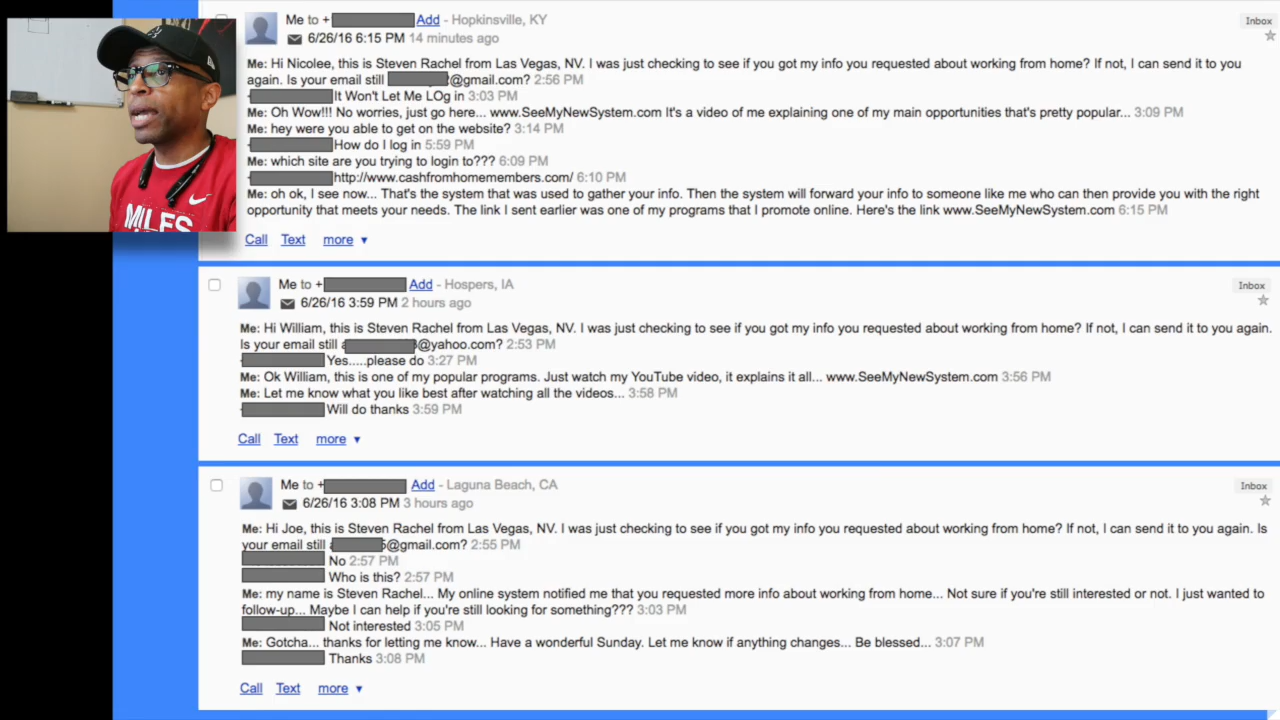 Me to + Add - Hopkinsville, KY
Inbox
6/26/16 6:15 PM 14 minutes ago
Me: Hi Nicolee, this is Steven Rachel from Las Vegas, NV. I was just checking to see if you got my info you requested about working from home? If not, I can send it to you
again. Is your email still @gmail.com? 2:56 PM
It Won't Let Me LOg in 3:03 PM
Me: Oh Wow!!! No worries, just go here... www.SeeMyNewSystem.com It's a video of me explaining one of my main opportunities that's pretty popular... 3:09 PM
Me: hey were you able to get on the website? 3:14 PM
How do I log in 5:59 PM
Me: which site are you trying to login to??? 6:09 PM
http://www.cashfromhomemembers.com/ 6:10 PM
Me: oh ok, I see now... That's the system that was used to gather your info. Then the system will forward your info to someone like me who can then provide you with the right
opportunity that meets your needs. The link I sent earlier was one of my programs that I promote online. Here's the link www.SeeMyNewSystem.com 6:15 PM
Call Text more ▼
MILES
Me to + Add - Hospers, IA
Inbox
6/26/16 3:59 PM 2 hours ago
Me: Hi William, this is Steven Rachel from Las Vegas, NV. I was just checking to see if you got my info you requested about working from home? If not, I can send it to you again.
Is your email still @yahoo.com? 2:53 PM
Yes.....please do 3:27 PM
Me: Ok William, this is one of my popular programs. Just watch my YouTube video, it explains it all... www.SeeMyNewSystem.com 3:56 PM
Me: Let me know what you like best after watching all the videos... 3:58 PM
Will do thanks 3:59 PM
Call Text more ▼
Me to + Add - Laguna Beach, CA
Inbox
6/26/16 3:08 PM 3 hours ago
Me: Hi Joe, this is Steven Rachel from Las Vegas, NV. I was just checking to see if you got my info you requested about working from home? If not, I can send it to you again. Is
your email still 5@gmail.com? 2:55 PM
No 2:57 PM
Who is this? 2:57 PM
Me: my name is Steven Rachel... My online system notified me that you requested more info about working from home... Not sure if you're still interested or not. I just wanted to
follow-up... Maybe I can help if you're still looking for something??? 3:03 PM
Not interested 3:05 PM
Me: Gotcha... thanks for letting me know... Have a wonderful Sunday. Let me know if anything changes... Be blessed... 3:07 PM
Thanks 3:08 PM
Call Text more ▼